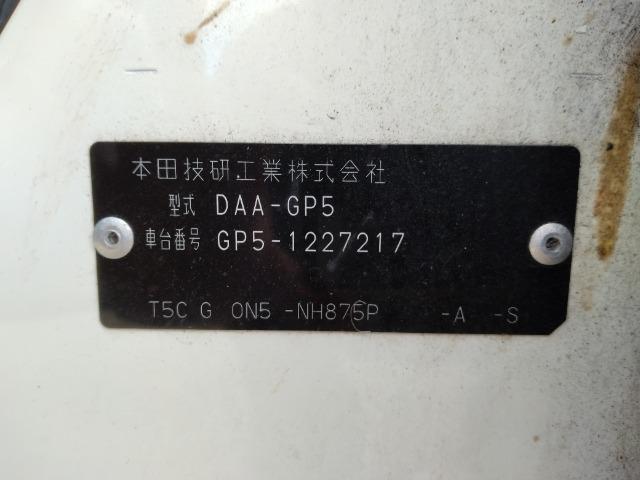 本田技研工業株式会社
型式 DAA-GP5
車台番号 GP5-1227217
T5C G ON5 -NH875P -A -S